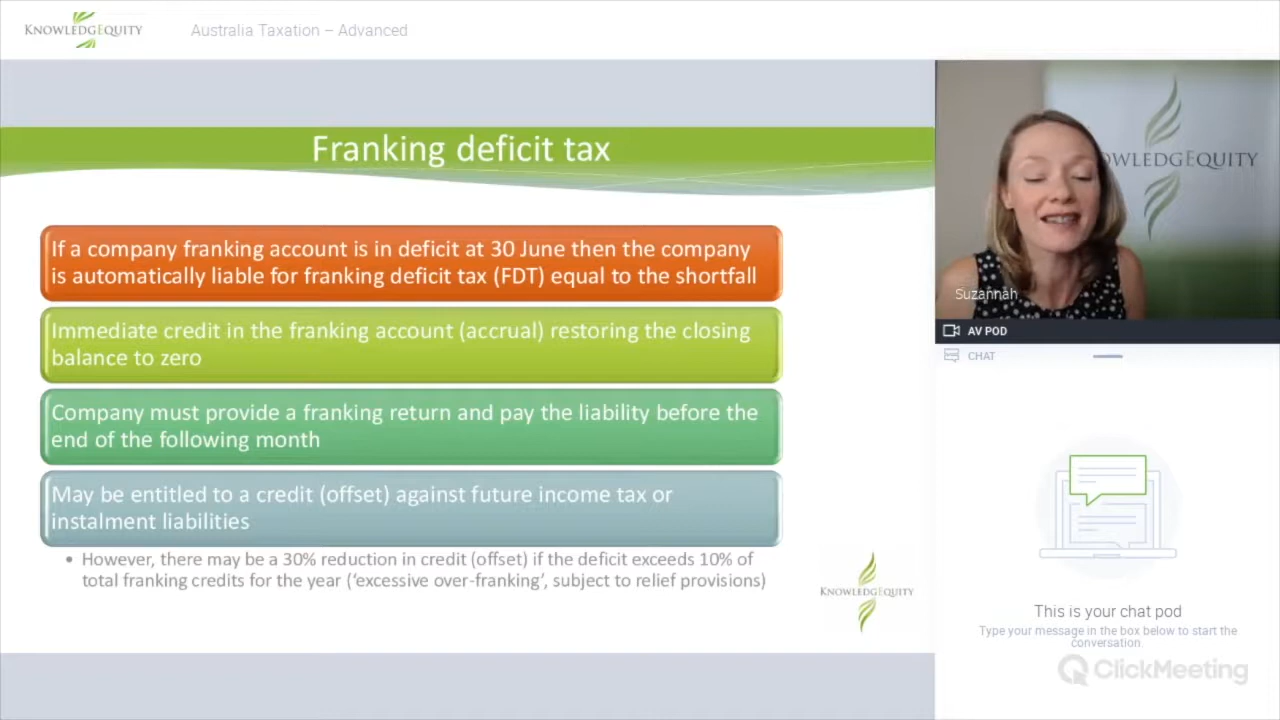 KNOWLEDGEQUITY
Australia Taxation – Advanced
Franking deficit tax
If a company franking account is in deficit at 30 June then the company
is automatically liable for franking deficit tax (FDT) equal to the shortfall
Immediate credit in the franking account (accrual) restoring the closing
balance to zero
Company must provide a franking return and pay the liability before the
end of the following month
May be entitled to a credit (offset) against future income tax or
instalment liabilities
• However, there may be a 30% reduction in credit (offset) if the deficit exceeds 10% of
total franking credits for the year (‘excessive over-franking’, subject to relief provisions)
KNOWLEDGEQUITY
OWLEDGEQUITY
Suzannah
AV POD
CHAT
This is your chat pod
Type your message in the box below to start the
conversation.
ClickMeeting